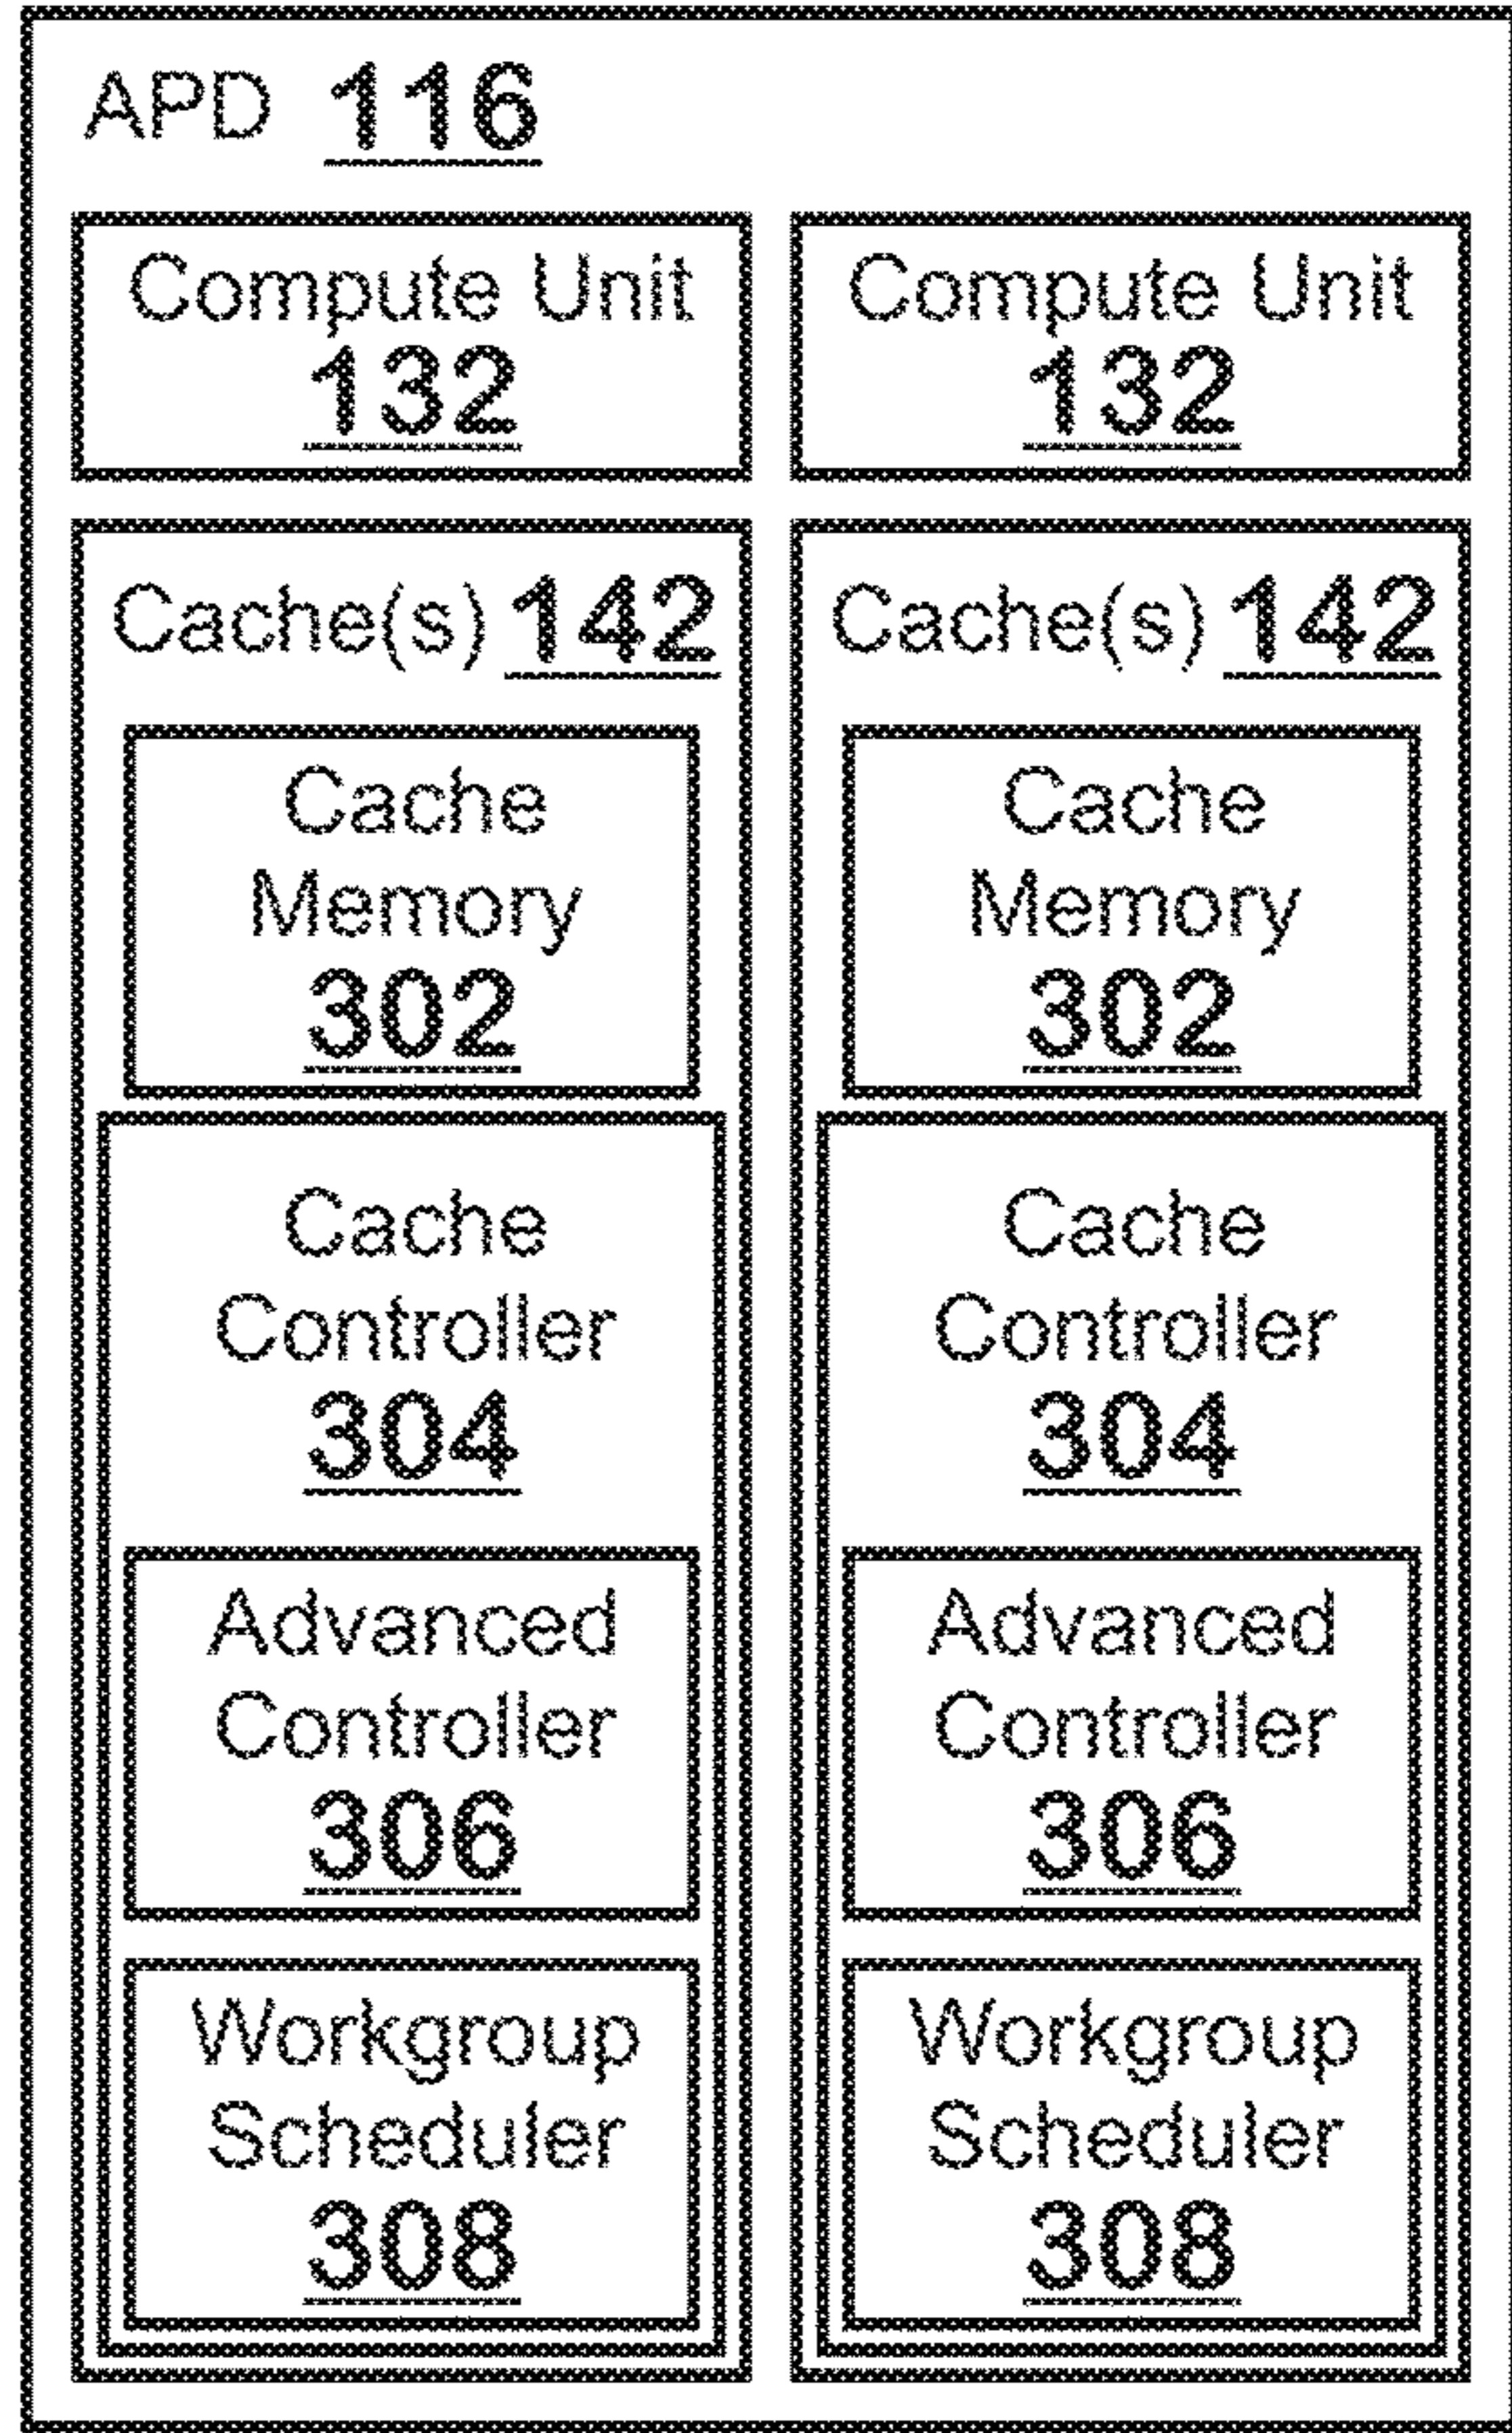 APD 116
Compute Unit
132
Compute Unit
132
Cache(s) 142
Cache
Memory
302
Cache
Controller
304
Advanced
Controller
306
Workgroup
Scheduler
308
Cache(s) 142
Cache
Memory
302
Cache
Controller
304
Advanced
Controller
306
Workgroup
Scheduler
308